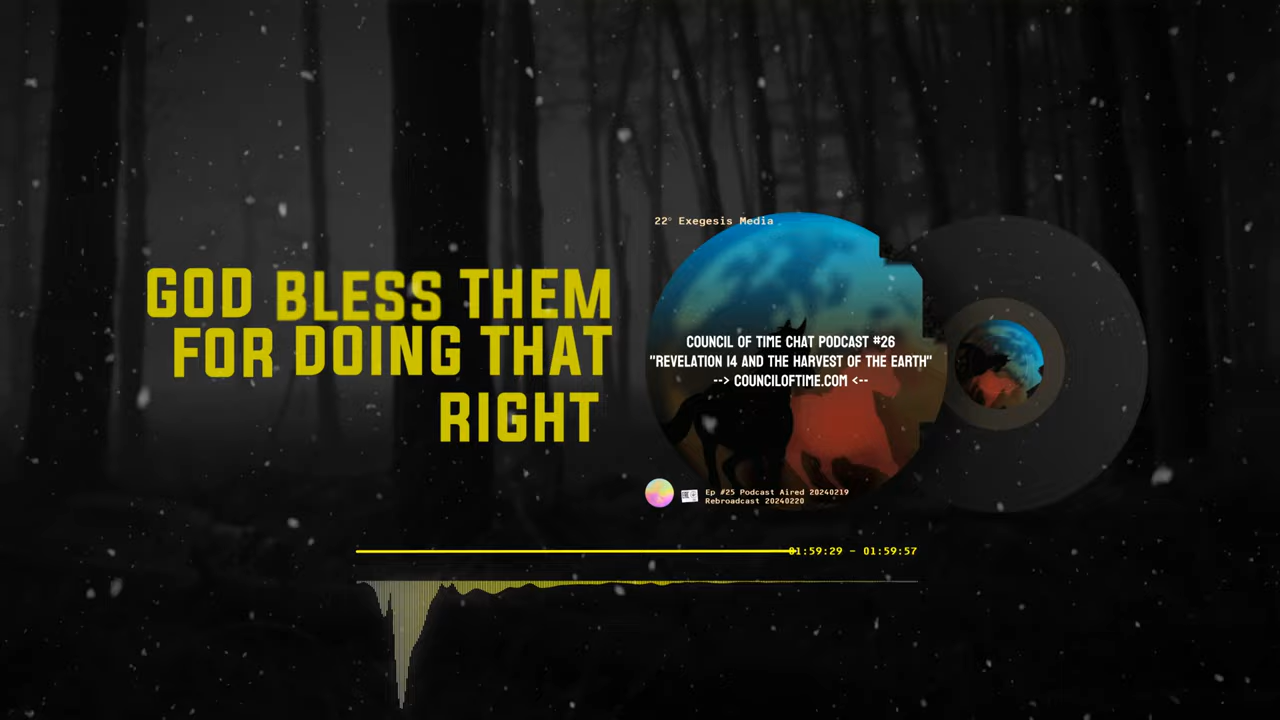 GOD BLESS THEM
FOR DOING THAT
RIGHT
22° Exegesis Media
COUNCIL OF TIME CHAT PODCAST #26
"REVELATION 14 AND THE HARVEST OF THE EARTH"
--> COUNCILOFTIME.COM <--
Ep #25 Podcast Aired 20240219
Rebroadcast 20240220
01:59:29 - 01:59:57